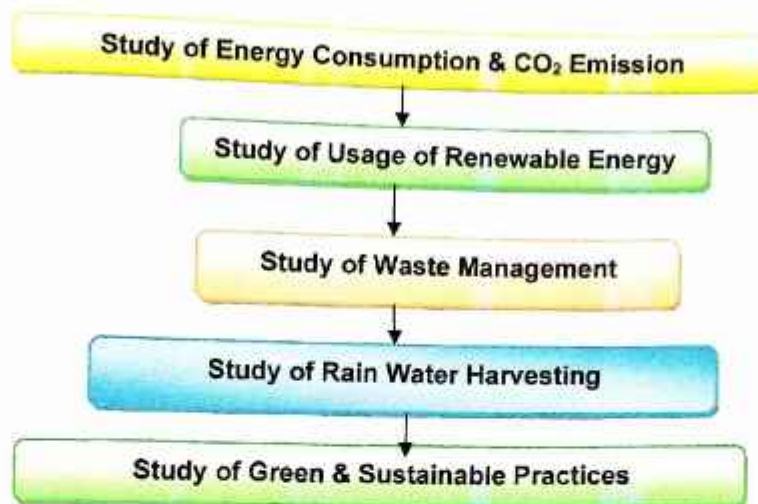 Study of Energy Consumption & CO₂ Emission
Study of Usage of Renewable Energy
Study of Waste Management
Study of Rain Water Harvesting
Study of Green & Sustainable Practices